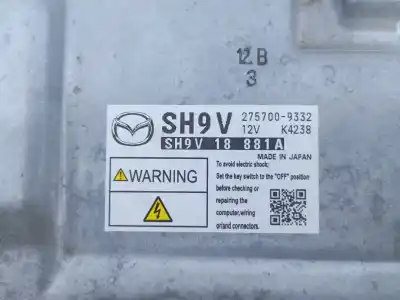 12 B
3
SH9V 275700-9332
12V K4238
SH9V 18 881A
MADE IN JAPAN
WARNING
To avoid electric shock;
Set the key switch to the "OFF" position
before checking or
repairing the
computer,wiring
or/and connectors.